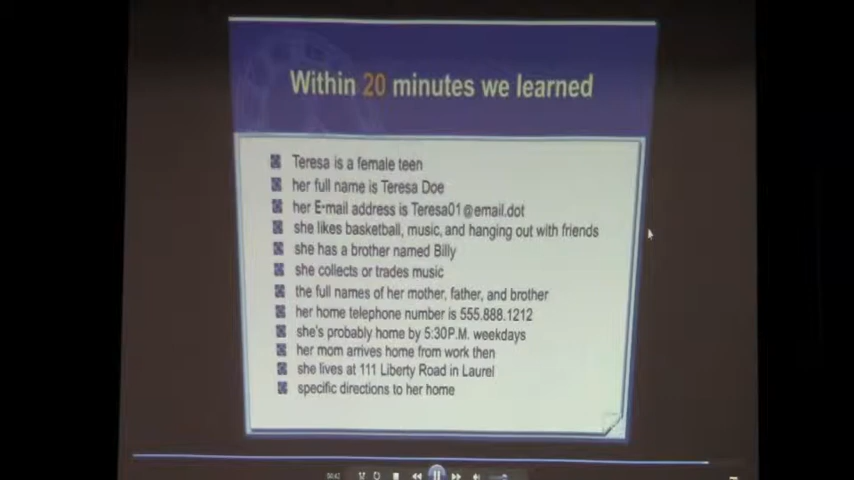 Within 20 minutes we learned
Teresa is a female teen
her full name is Teresa Doe
her E-mail address is Teresa01@email.dot
she likes basketball, music, and hanging out with friends
she has a brother named Billy
she collects or trades music
the full names of her mother, father, and brother
her home telephone number is 555.888.1212
she's probably home by 5:30P.M. weekdays
her mom arrives home from work then
she lives at 111 Liberty Road in Laurel
specific directions to her home